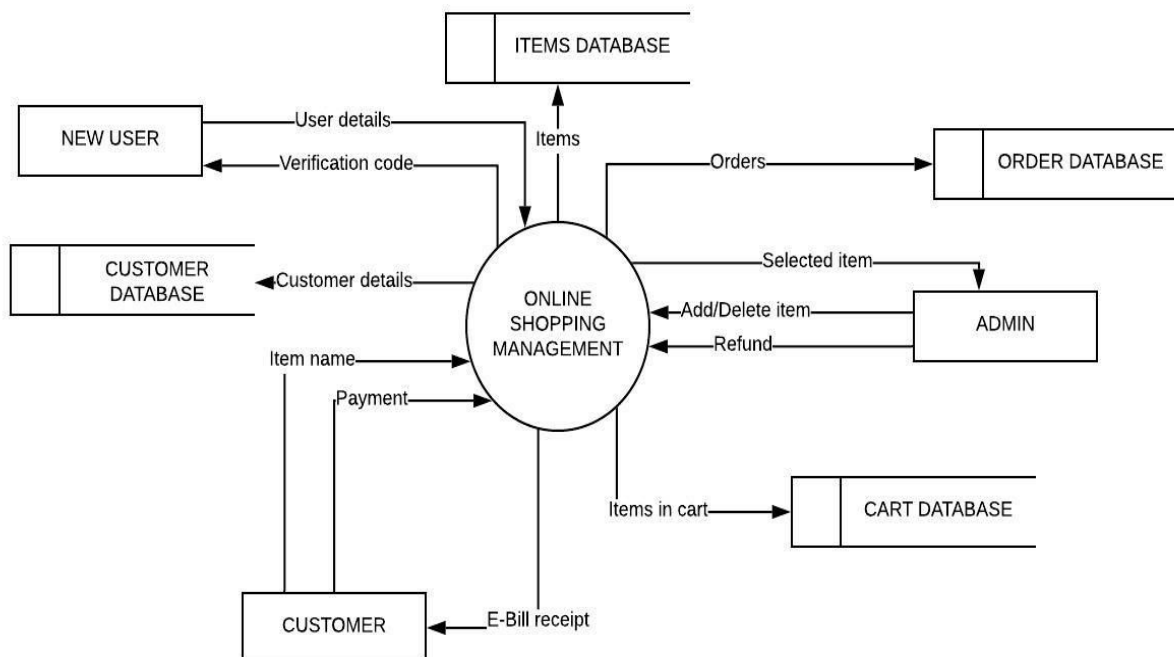 ITEMS DATABASE
User details
NEW USER
Items
Verification code
Orders
ORDER DATABASE
Selected item
CUSTOMER
DATABASE
Customer details
ONLINE
SHOPPING
MANAGEMENT
Add/Delete item
ADMIN
Refund
Item name
Payment
Items in cart
CART DATABASE
E-Bill receipt
CUSTOMER